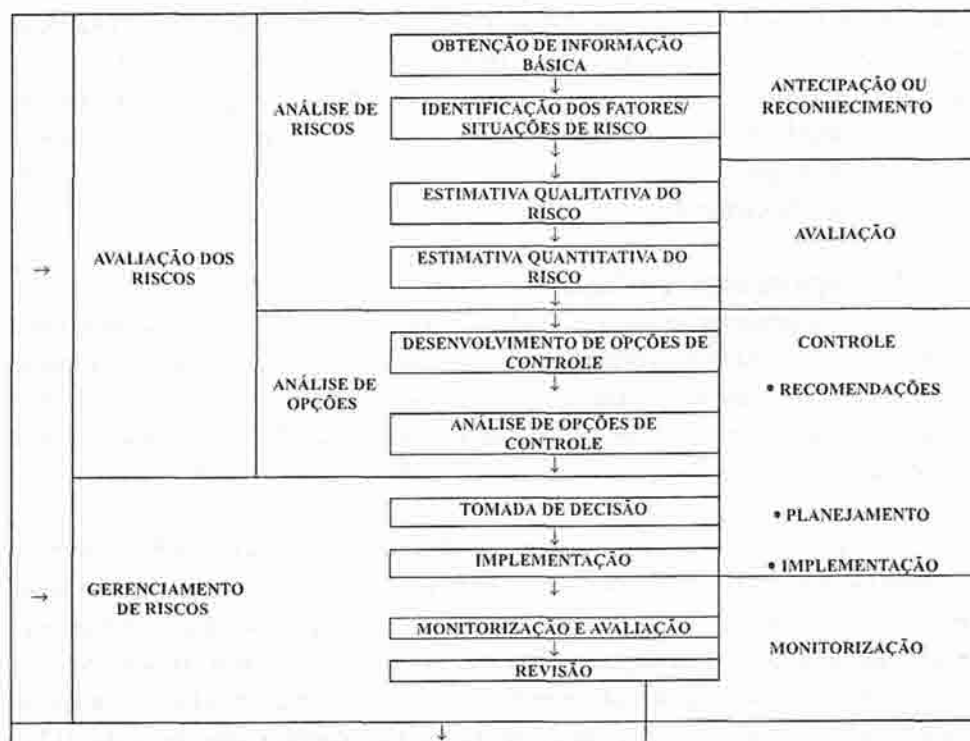 OBTENÇÃO DE INFORMAÇÃO
BÁSICA
↓
ANÁLISE DE
RISCOS
IDENTIFICAÇÃO DOS FATORES/
SITUAÇÕES DE RISCO
↓
↓
ANTECIPAÇÃO OU
RECONHECIMENTO
ESTIMATIVA QUALITATIVA DO
RISCO
↓
→
AVALIAÇÃO DOS
RISCOS
ESTIMATIVA QUANTITATIVA DO
RISCO
↓
↓
AVALIAÇÃO
DESENVOLVIMENTO DE OPÇÕES DE
CONTROLE
↓
ANÁLISE DE
OPÇÕES
ANÁLISE DE OPÇÕES DE
CONTROLE
↓
CONTROLE
• RECOMENDAÇÕES
TOMADA DE DECISÃO
↓
• PLANEJAMENTO
→
GERENCIAMENTO
DE RISCOS
IMPLEMENTAÇÃO
↓
• IMPLEMENTAÇÃO
MONITORIZAÇÃO E AVALIAÇÃO
↓
REVISÃO
MONITORIZAÇÃO
↓